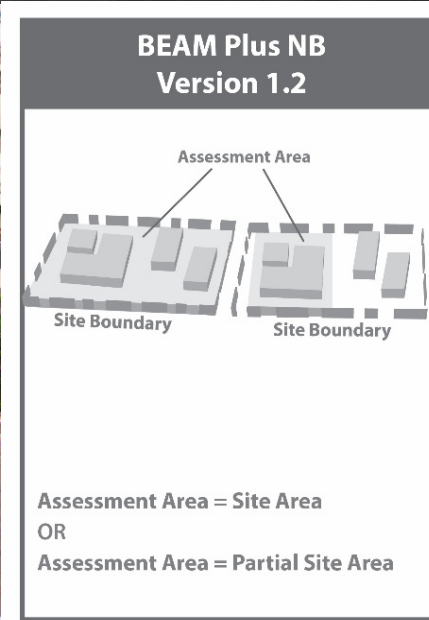 BEAM Plus NB
Version 1.2
Assessment Area
Site Boundary
Site Boundary
Assessment Area = Site Area
OR
Assessment Area = Partial Site Area